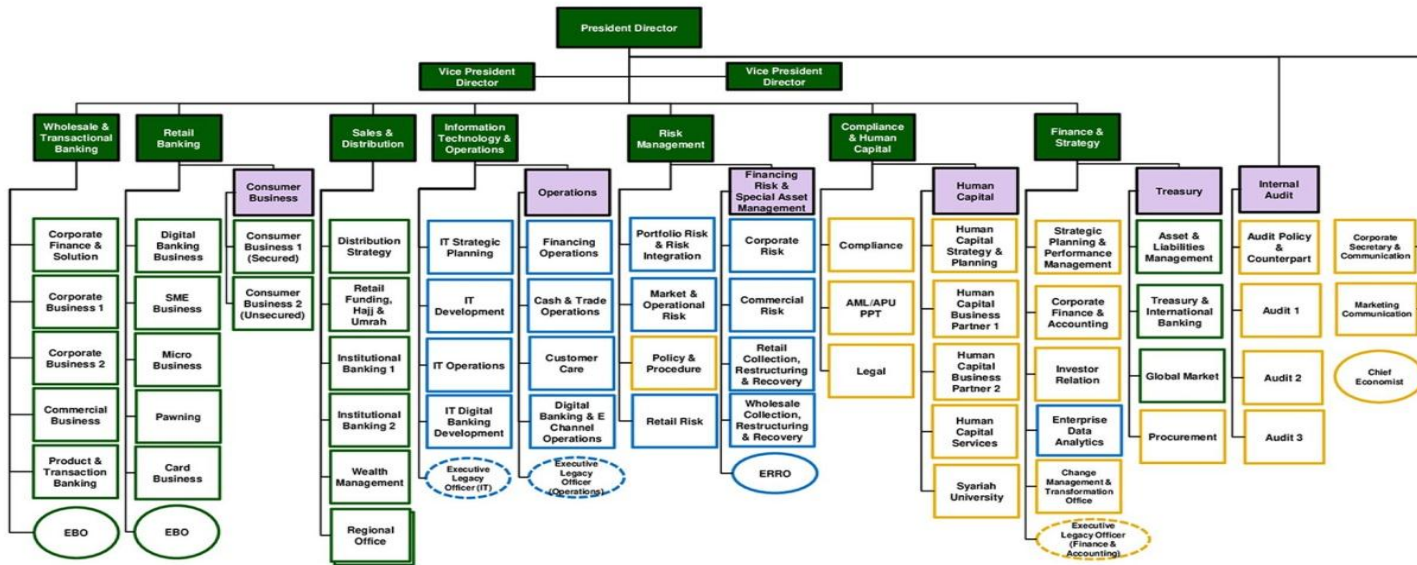 President Director
Vice President
Director
Vice President
Director
Wholesale &
Transactional
Banking
Retail
Banking
Sales &
Distribution
Information
Technology &
Operations
Risk
Management
Compliance
& Human
Capital
Finance &
Strategy
Consumer
Business
Operations
Financing
Risk &
Special Asset
Management
Human
Capital
Treasury
Internal
Audit
Corporate
Finance &
Solution
Corporate
Business 1
Corporate
Business 2
Commercial
Business
Product &
Transaction
Banking
EBO
Digital
Banking
Business
SME
Business
Micro
Business
Pawning
Card
Business
EBO
Consumer
Business 1
(Secured)
Consumer
Business 2
(Unsecured)
Distribution
Strategy
Retail
Funding,
Hajj &
Umrah
Institutional
Banking 1
Institutional
Banking 2
Wealth
Management
Regional
Office
IT Strategic
Planning
IT
Development
IT Operations
IT Digital
Banking
Development
Executive
Legacy
Officer (IT)
Financing
Operations
Cash & Trade
Operations
Customer
Care
Digital
Banking & E
Channel
Operations
Executive
Legacy
Officer
(Operations)
Portfolio Risk
& Risk
Integration
Market &
Operational
Risk
Policy &
Procedure
Retail Risk
Corporate
Risk
Commercial
Risk
Retail
Collection,
Restructuring
& Recovery
Wholesale
Collection,
Restructuring
& Recovery
ERRO
Compliance
AML/APU
PPT
Legal
Human
Capital
Strategy &
Planning
Human
Capital
Business
Partner 1
Human
Capital
Business
Partner 2
Human
Capital
Services
Syariah
University
Strategic
Planning &
Performance
Management
Corporate
Finance &
Accounting
Investor
Relation
Enterprise
Data
Analytics
Change
Management
& Transformation
Office
Executive
Legacy Officer
(Finance &
Accounting)
Asset &
Liabilities
Management
Treasury &
International
Banking
Global Market
Procurement
Audit Policy
&
Counterpart
Audit 1
Audit 2
Audit 3
Corporate
Secretary &
Communication
Marketing
Communication
Chief
Economist